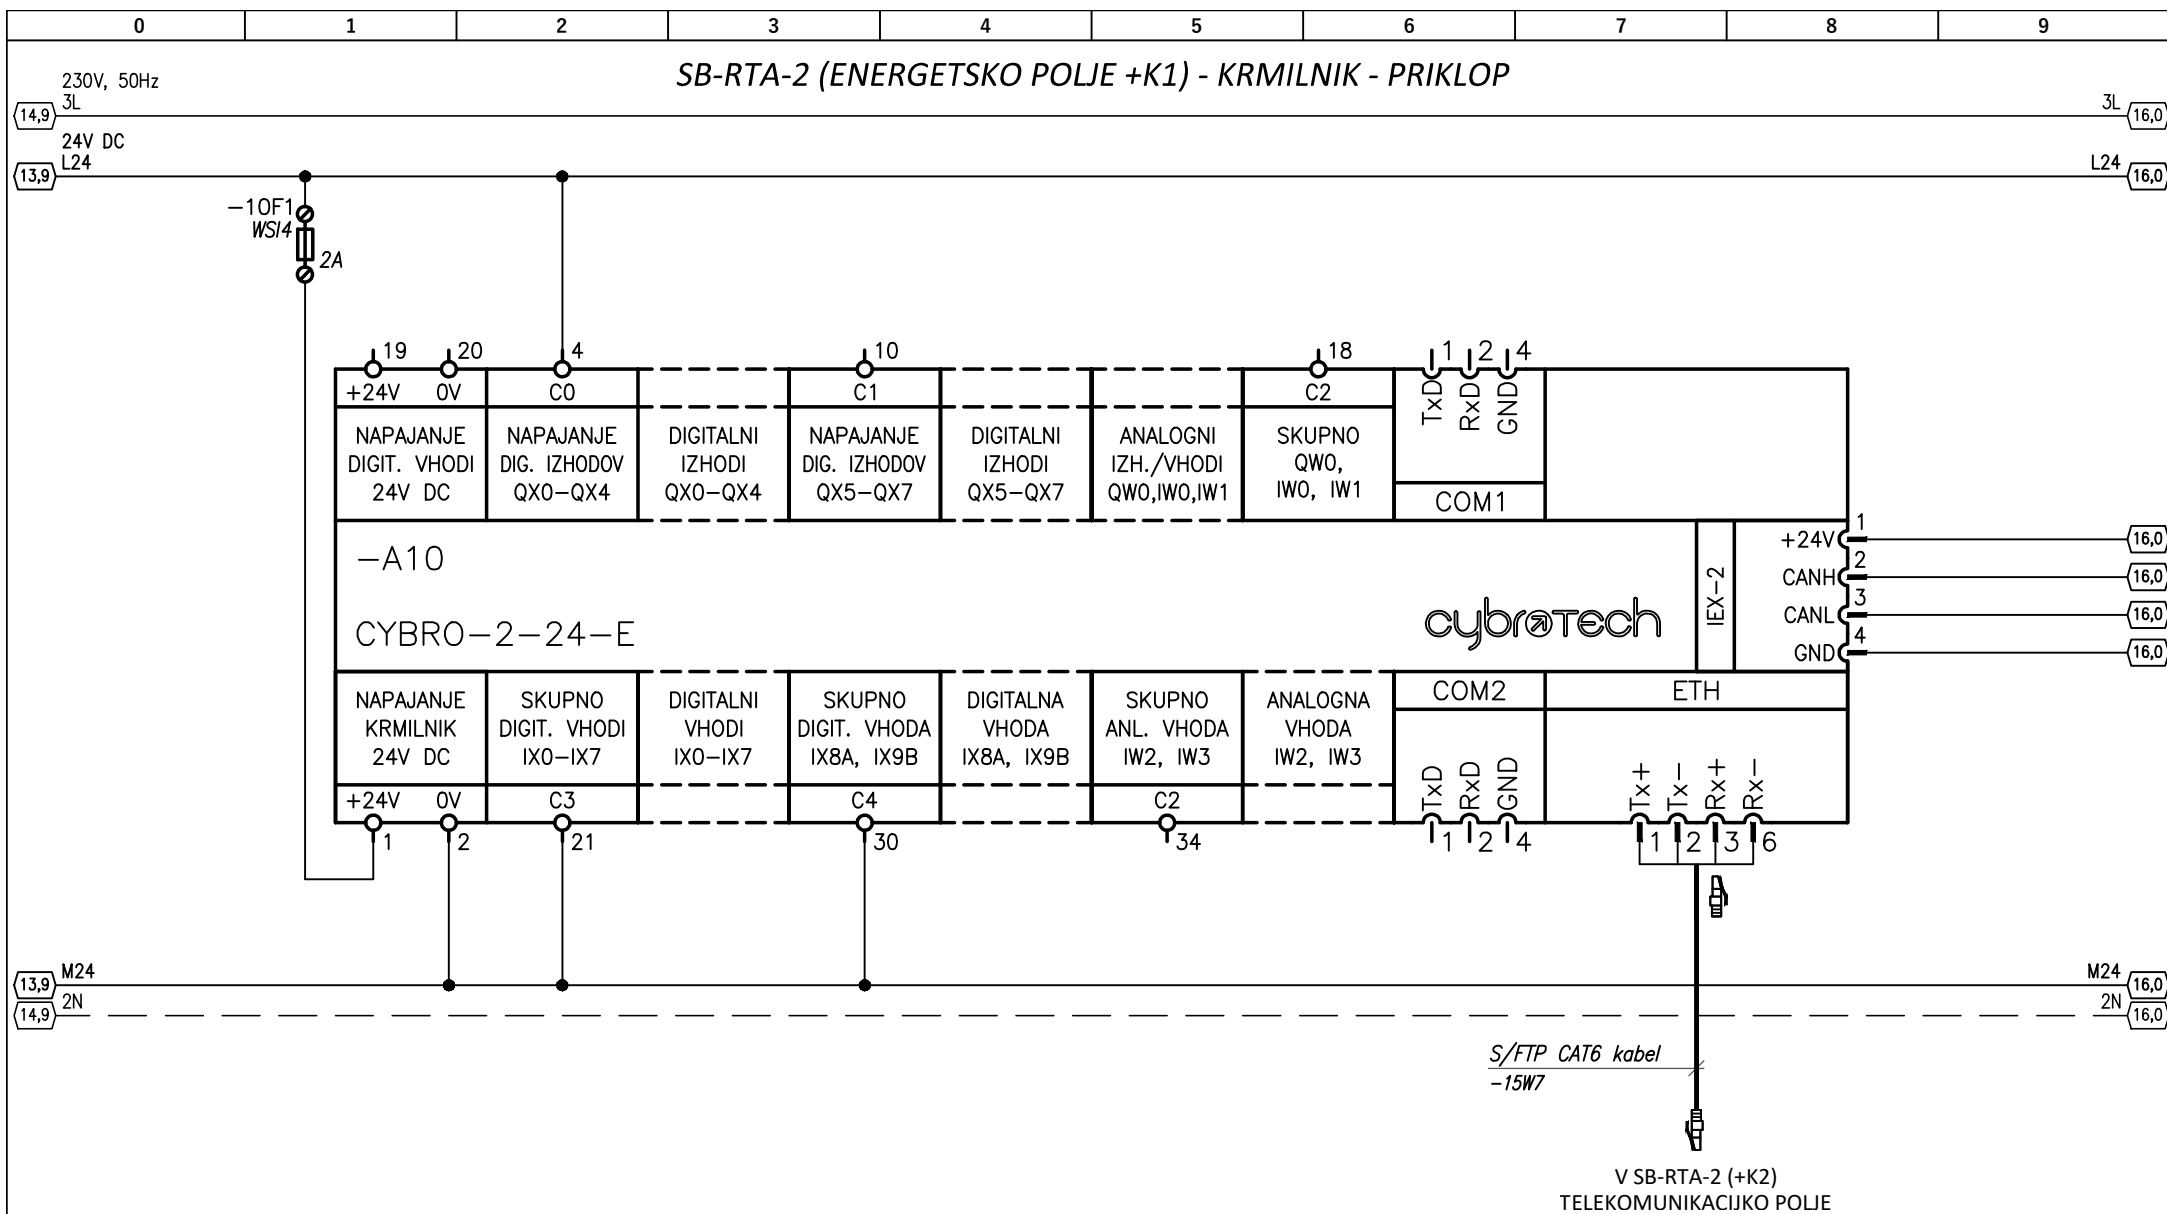 0 1 2 3 4 5 6 7 8 9
SB-RTA-2 (ENERGETSKO POLJE +K1) - KRMILNIK - PRIKLOP
230V, 50Hz
14,9 3L 3L 16,0
24V DC
13,9 L24 L24 16,0
-10F1
WSI4
2A
19 20 4 10 18 1 2 4
+24V 0V C0 C1 C2 TxD RxD GND
NAPAJANJE
DIGIT. VHODI
24V DC
NAPAJANJE
DIG. IZHODOV
QX0-QX4
DIGITALNI
IZHODI
QX0-QX4
NAPAJANJE
DIG. IZHODOV
QX5-QX7
DIGITALNI
IZHODI
QX5-QX7
ANALOGNI
IZH./VHODI
QW0,IW0,IW1
SKUPNO
QW0,
IW0, IW1
COM1
-A10
CYBRO-2-24-E
cybroTech
IEX-2
+24V 1 16,0
CANH 2 16,0
CANL 3 16,0
GND 4 16,0
NAPAJANJE
KRMILNIK
24V DC
SKUPNO
DIGIT. VHODI
IX0-IX7
DIGITALNI
VHODI
IX0-IX7
SKUPNO
DIGIT. VHODA
IX8A, IX9B
DIGITALNA
VHODA
IX8A, IX9B
SKUPNO
ANL. VHODA
IW2, IW3
ANALOGNA
VHODA
IW2, IW3
COM2
ETH
+24V 0V C3 C4 C2 TxD RxD GND Tx+ Tx- Rx+ Rx-
1 2 21 30 34 1 2 4 1 2 3 6
13,9 M24 M24 16,0
14,9 2N 2N 16,0
S/FTP CAT6 kabel
-15W7
V SB-RTA-2 (+K2)
TELEKOMUNIKACIJKO POLJE